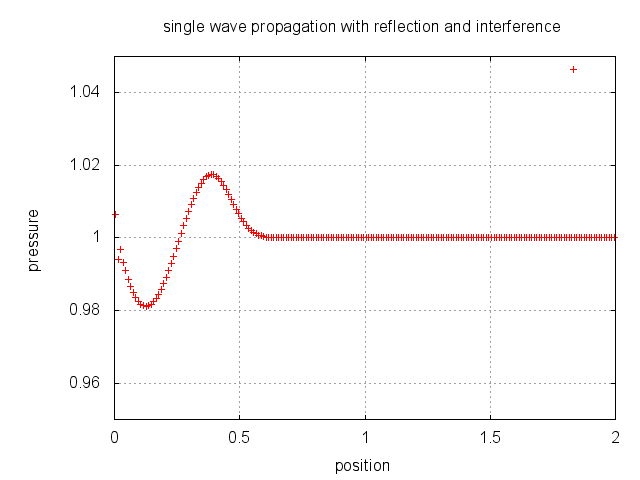 single wave propagation with reflection and interference
1.04
1.02
1
0.98
0.96
pressure
0 0.5 1 1.5 2
position